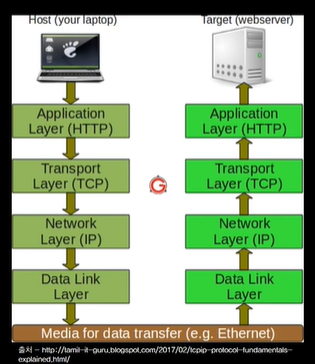 Host (your laptop)
Target (webserver)
Application
Layer (HTTP)
Transport
Layer (TCP)
Network
Layer (IP)
Data Link
Layer
Application
Layer (HTTP)
Transport
Layer (TCP)
Network
Layer (IP)
Data Link
Layer
G
Media for data transfer (e.g. Ethernet)
출처 - http://tamil-it-guru.blogspot.com/2017/02/tcpip-protocol-fundamentals-
explained.html/